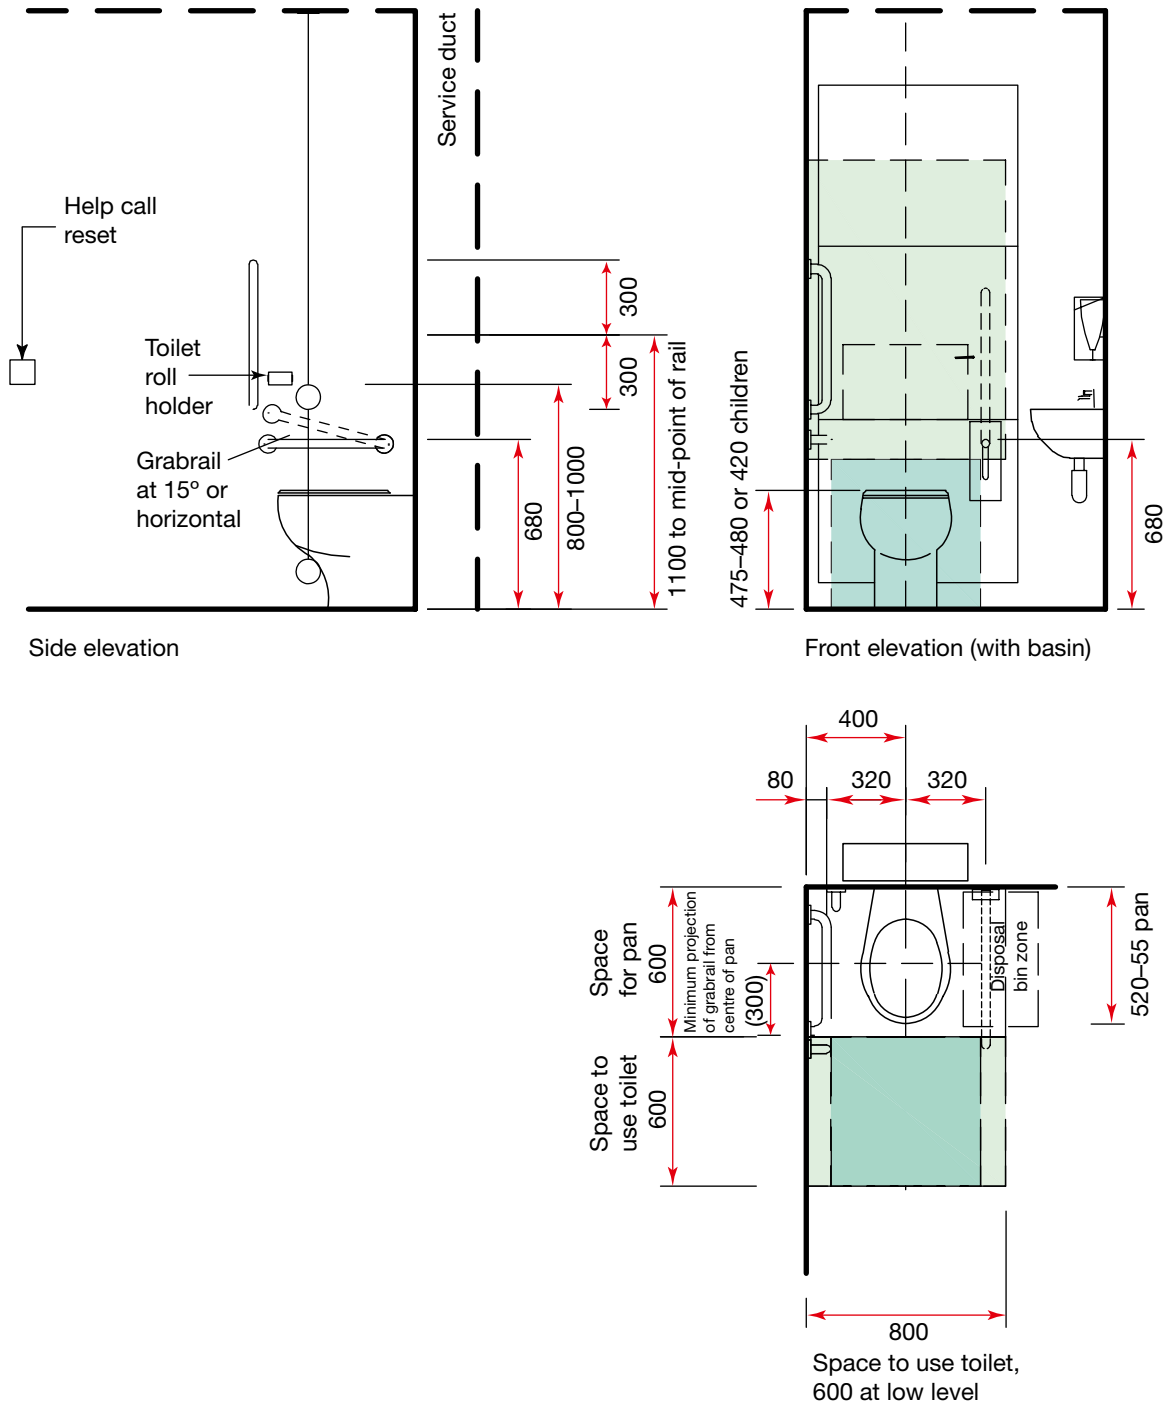 Service duct
Help call
reset
Toilet
roll
holder
Grabrail
at 15º or
horizontal
300
300
680
800–1000
1100 to mid-point of rail
475–480 or 420 children
680
Side elevation
Front elevation (with basin)
400
80
320
320
Space
for pan
600
Minimum projection
of grabrail from
centre of pan
(300)
Disposal
bin zone
520–55 pan
Space to
use toilet
600
800
Space to use toilet,
600 at low level